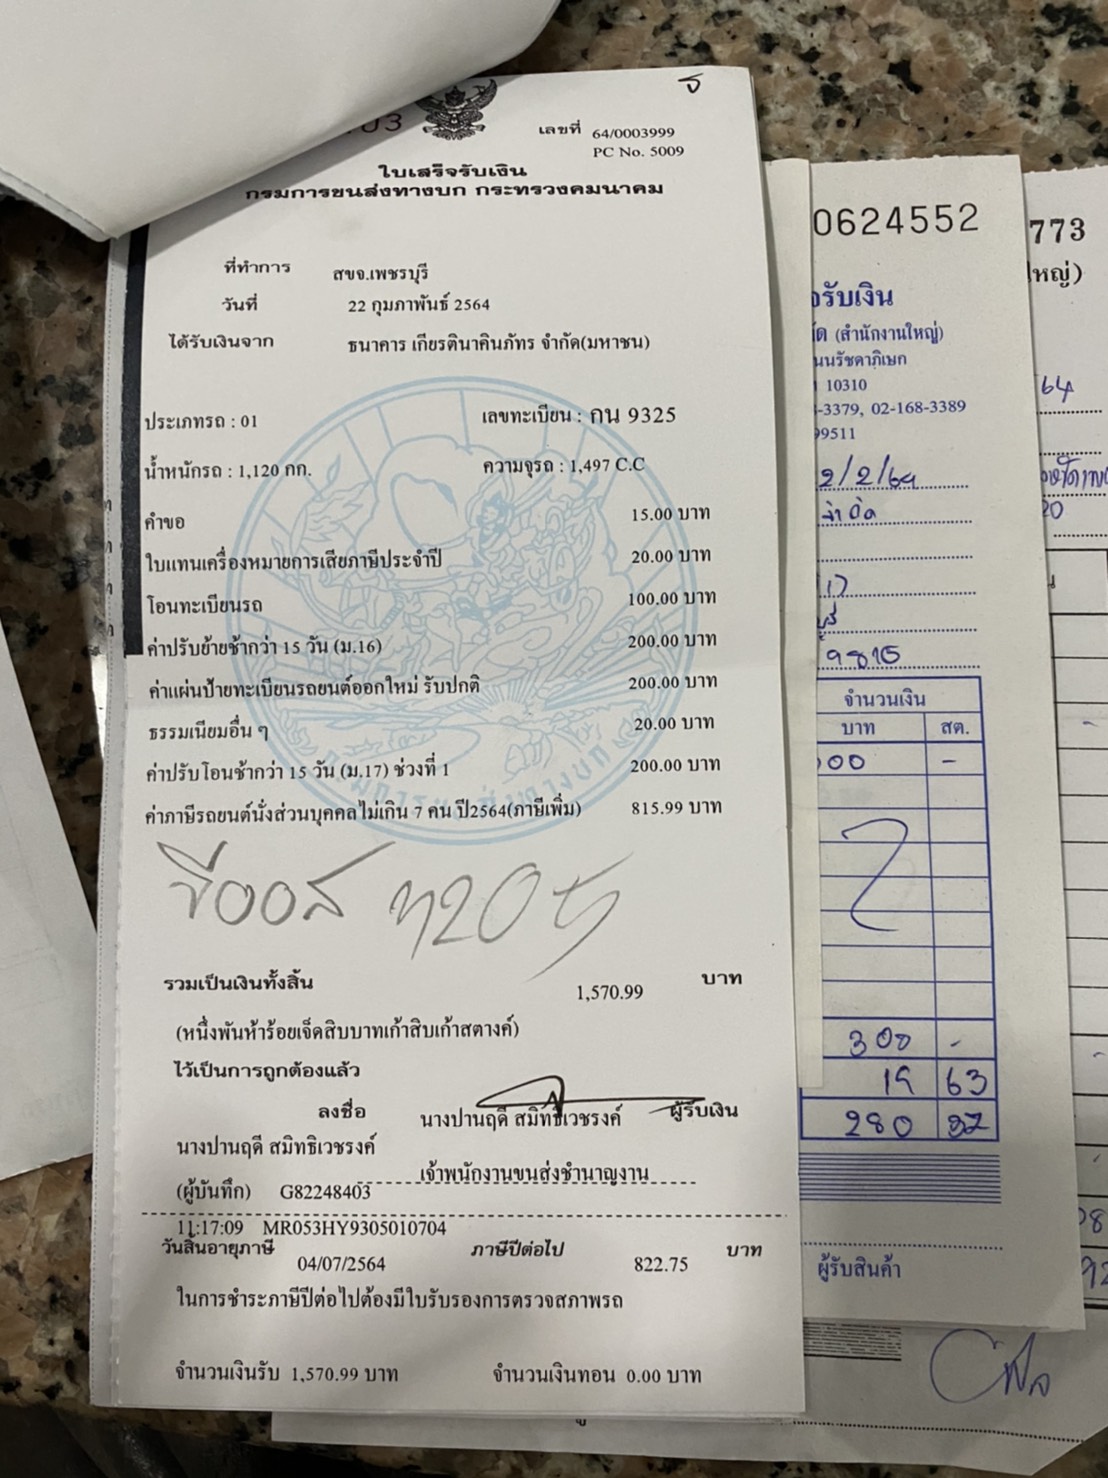 ธ
03
เลขที่ 64/0003999
PC No. 5009
ใบเสร็จรับเงิน
กรมการขนส่งทางบก กระทรวงคมนาคม
ที่ทำการ สขจ.เพชรบุรี
วันที่ 22 กุมภาพันธ์ 2564
ได้รับเงินจาก ธนาคาร เกียรตินาคินภัทร จำกัด(มหาชน)
ประเภทรถ : 01 เลขทะเบียน : กน 9325
น้ำหนักรถ : 1,120 กก. ความจุรถ : 1,497 C.C
คำขอ 15.00 บาท
ใบแทนเครื่องหมายการเสียภาษีประจำปี 20.00 บาท
โอนทะเบียนรถ 100.00 บาท
ค่าปรับย้ายช้ากว่า 15 วัน (ม.16) 200.00 บาท
ค่าแผ่นป้ายทะเบียนรถยนต์ออกใหม่ รับปกติ 200.00 บาท
ธรรมเนียมอื่น ๆ 20.00 บาท
ค่าปรับโอนช้ากว่า 15 วัน (ม.17) ช่วงที่ 1 200.00 บาท
ค่าภาษีรถยนต์นั่งส่วนบุคคลไม่เกิน 7 คน ปี2564(ภาษีเพิ่ม) 815.99 บาท
รวมเป็นเงินทั้งสิ้น 1,570.99 บาท
(หนึ่งพันห้าร้อยเจ็ดสิบบาทเก้าสิบเก้าสตางค์)
ไว้เป็นการถูกต้องแล้ว
ลงชื่อ นางปานฤดี สมิทธิเวชรงค์ ผู้รับเงิน
นางปานฤดี สมิทธิเวชรงค์
เจ้าพนักงานขนส่งชำนาญงาน
(ผู้บันทึก) G82248403
11:17:09 MR053HY9305010704
วันสิ้นอายุภาษี 04/07/2564 ภาษีปีต่อไป 822.75 บาท
ในการชำระภาษีปีต่อไปต้องมีใบรับรองการตรวจสภาพรถ
จำนวนเงินรับ 1,570.99 บาท จำนวนเงินทอน 0.00 บาท
0624552
รับเงิน
(สำนักงานใหญ่)
รัชดาภิเษก
10310
-3379, 02-168-3389
99511
2/2/64
จำกัด
9815
จำนวนเงิน
บาท สต.
00 -
300 -
19 63
280 37
ผู้รับสินค้า
773
ใหญ่)
64
20